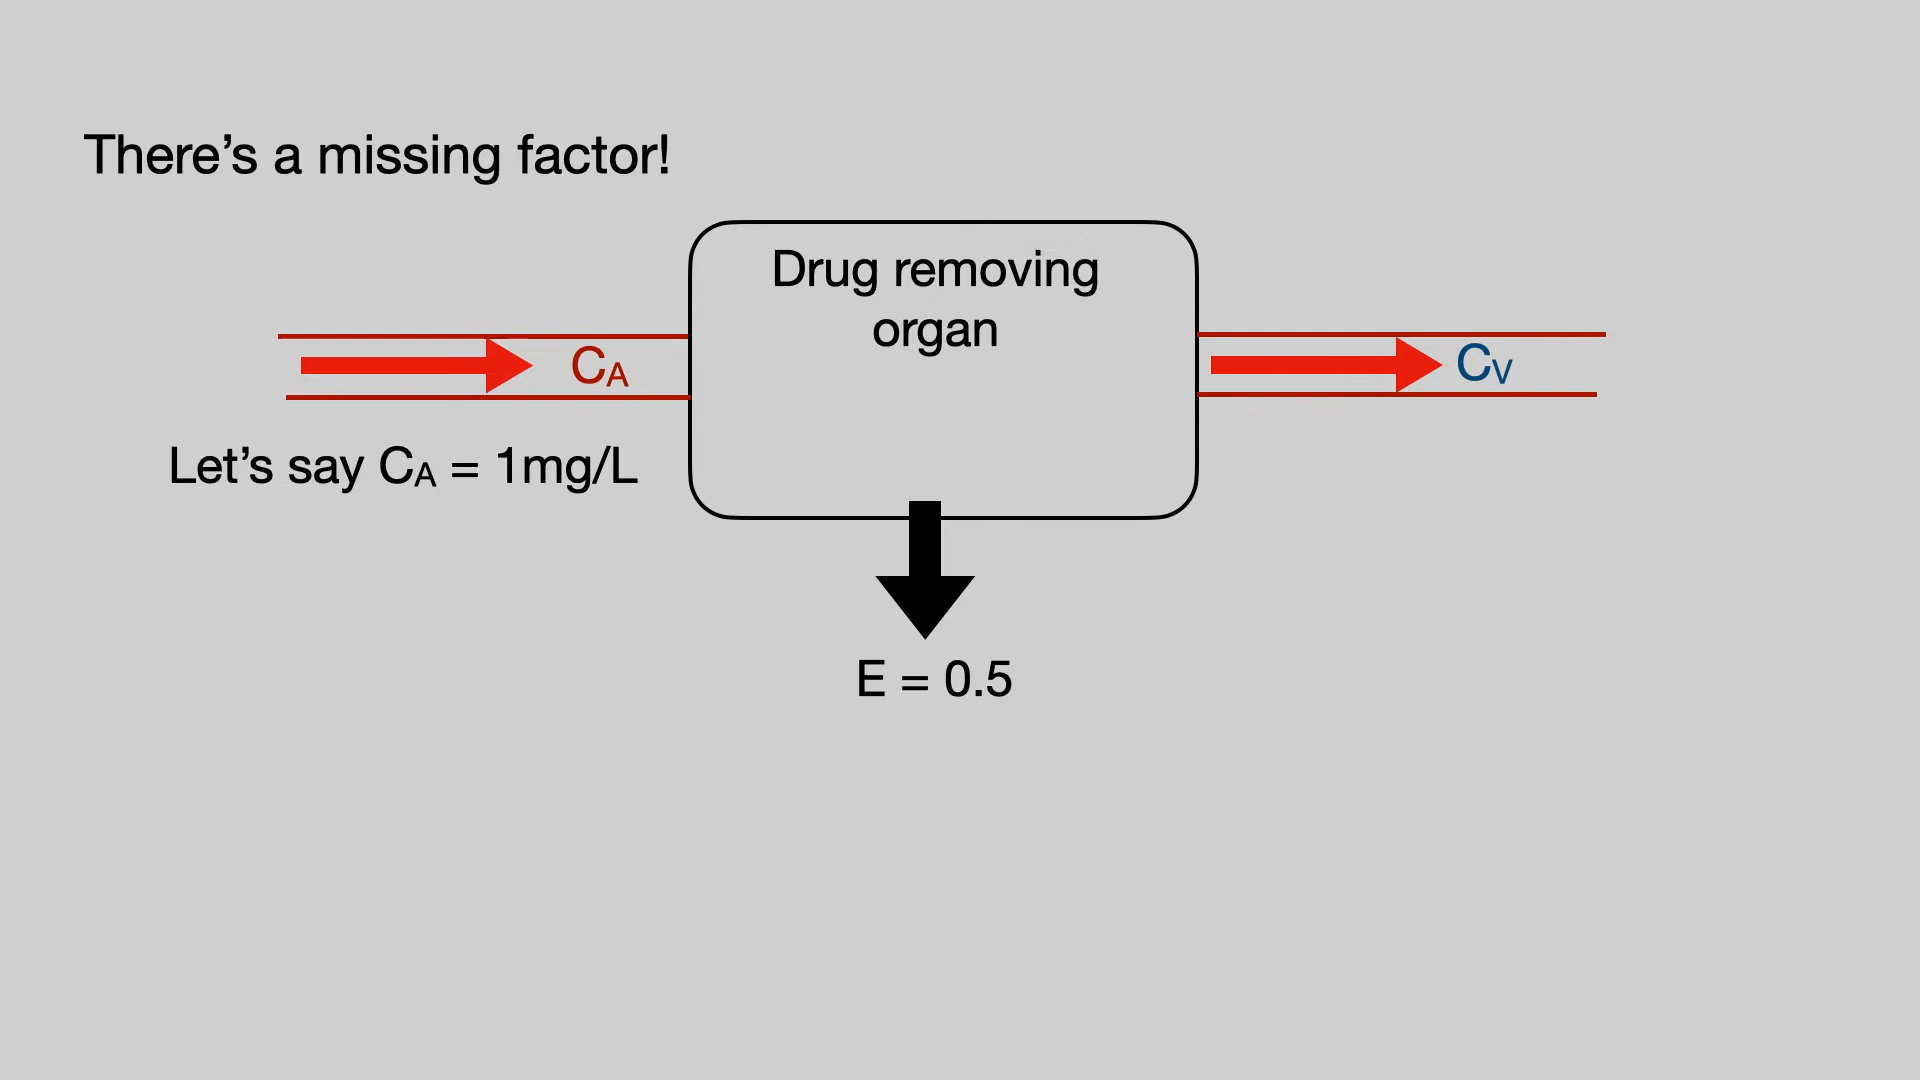 There’s a missing factor!
Drug removing
organ
CA
CV
Let’s say CA = 1mg/L
E = 0.5